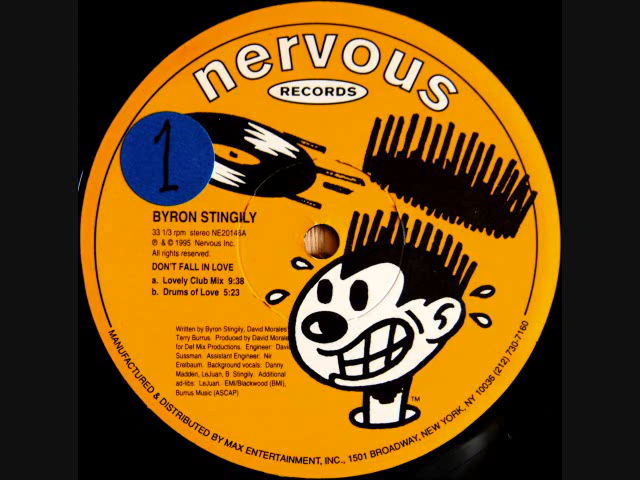 nervous
RECORDS
1
BYRON STINGILY
33 1/3 rpm stereo NE20146A
℗ & © 1995 Nervous Inc.
All rights reserved.
DON'T FALL IN LOVE
a. Lovely Club Mix 9:38
b. Drums of Love 5:23
Written by Byron Stingily, David Morales
Terry Burrus. Produced by David Morales
for Def Mix Productions. Engineer: David
Sussman. Assistant Engineer: Nir
Erelbaum. Background vocals: Danny
Madden, LeJuan, B. Stingily. Additional
ad-libs: LeJuan. EMI/Blackwood (BMI),
Burrus Music (ASCAP)
TM
MANUFACTURED & DISTRIBUTED BY MAX ENTERTAINMENT, INC., 1501 BROADWAY, NEW YORK, NY 10036 (212) 730-7160